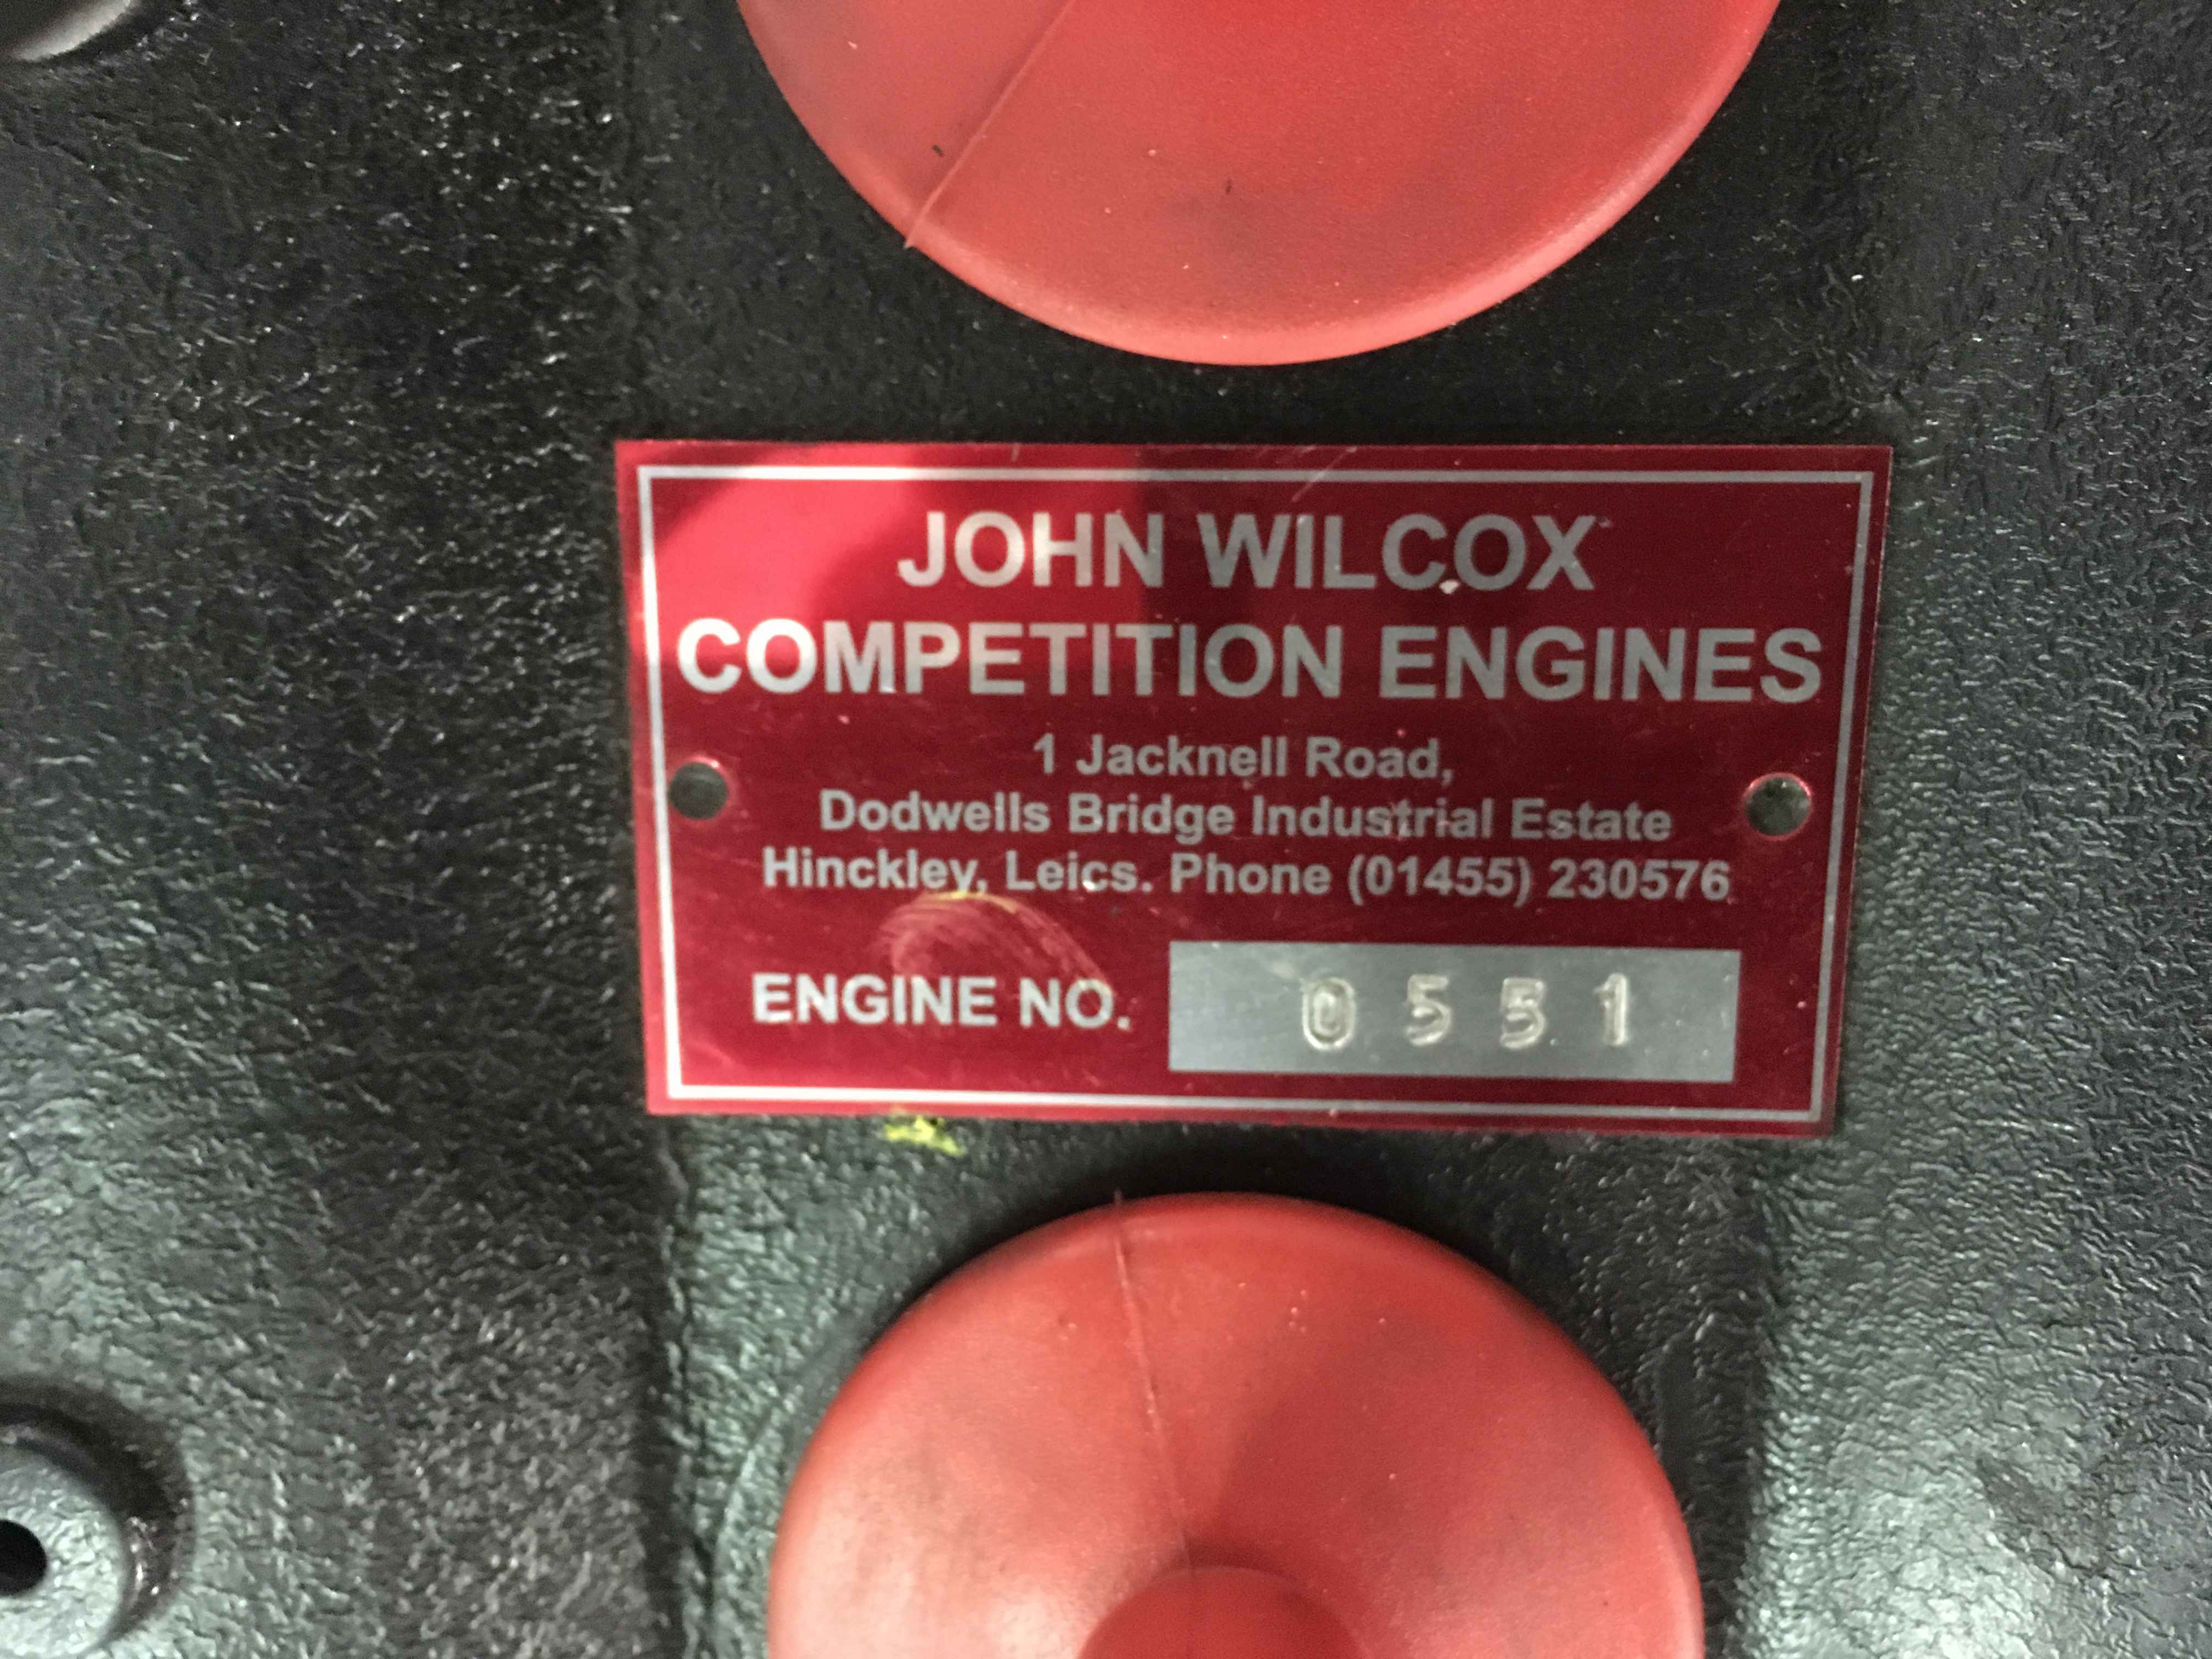 JOHN WILCOX
COMPETITION ENGINES
1 Jacknell Road,
Dodwells Bridge Industrial Estate
Hinckley, Leics. Phone (01455) 230576
ENGINE NO. 0551